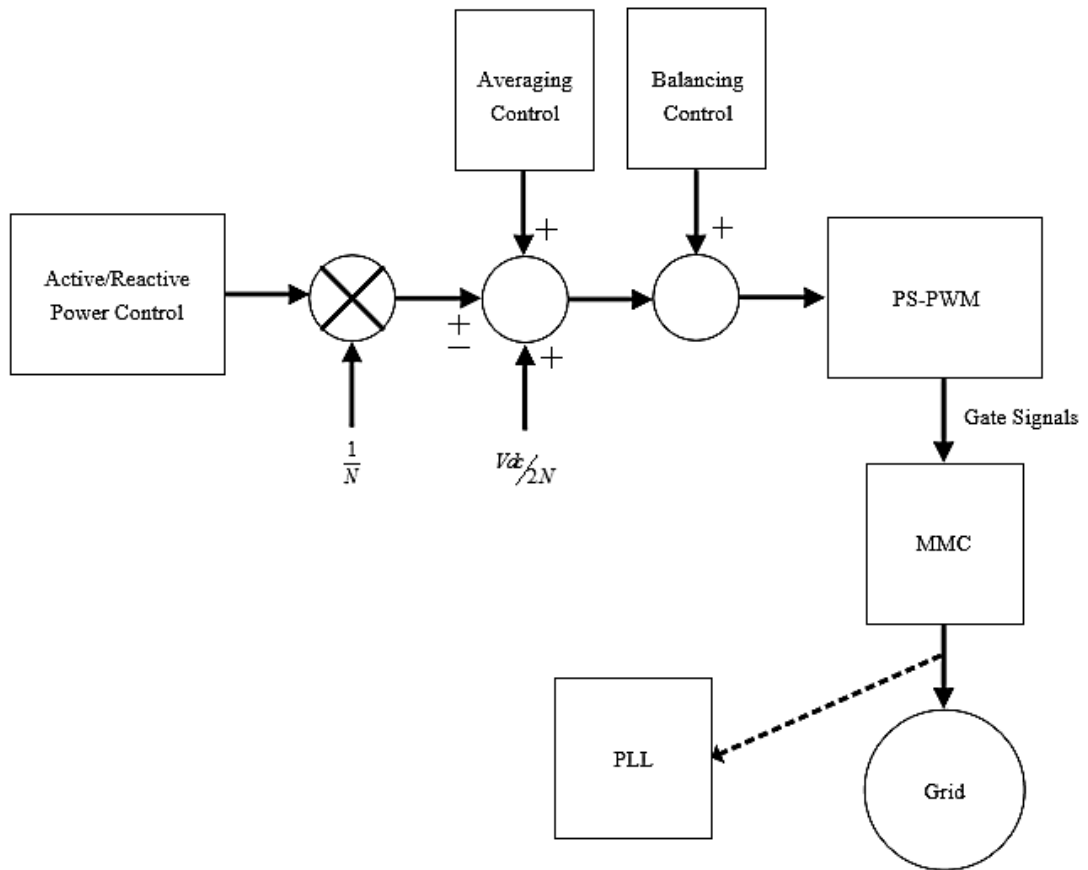 Averaging
Control
Balancing
Control
+
+
Active/Reactive
Power Control
PS-PWM
±
+
Gate Signals
1/N
Vdc/2N
MMC
PLL
Grid